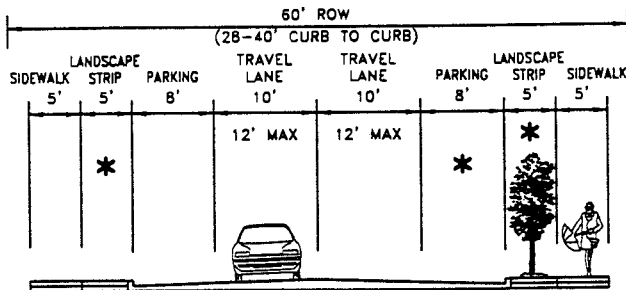 60' ROW
(28-40' CURB TO CURB)
LANDSCAPE TRAVEL TRAVEL LANDSCAPE
SIDEWALK STRIP PARKING LANE LANE PARKING STRIP SIDEWALK
5' 5' 8' 10' 10' 8' 5' 5'
12' MAX 12' MAX
* * *